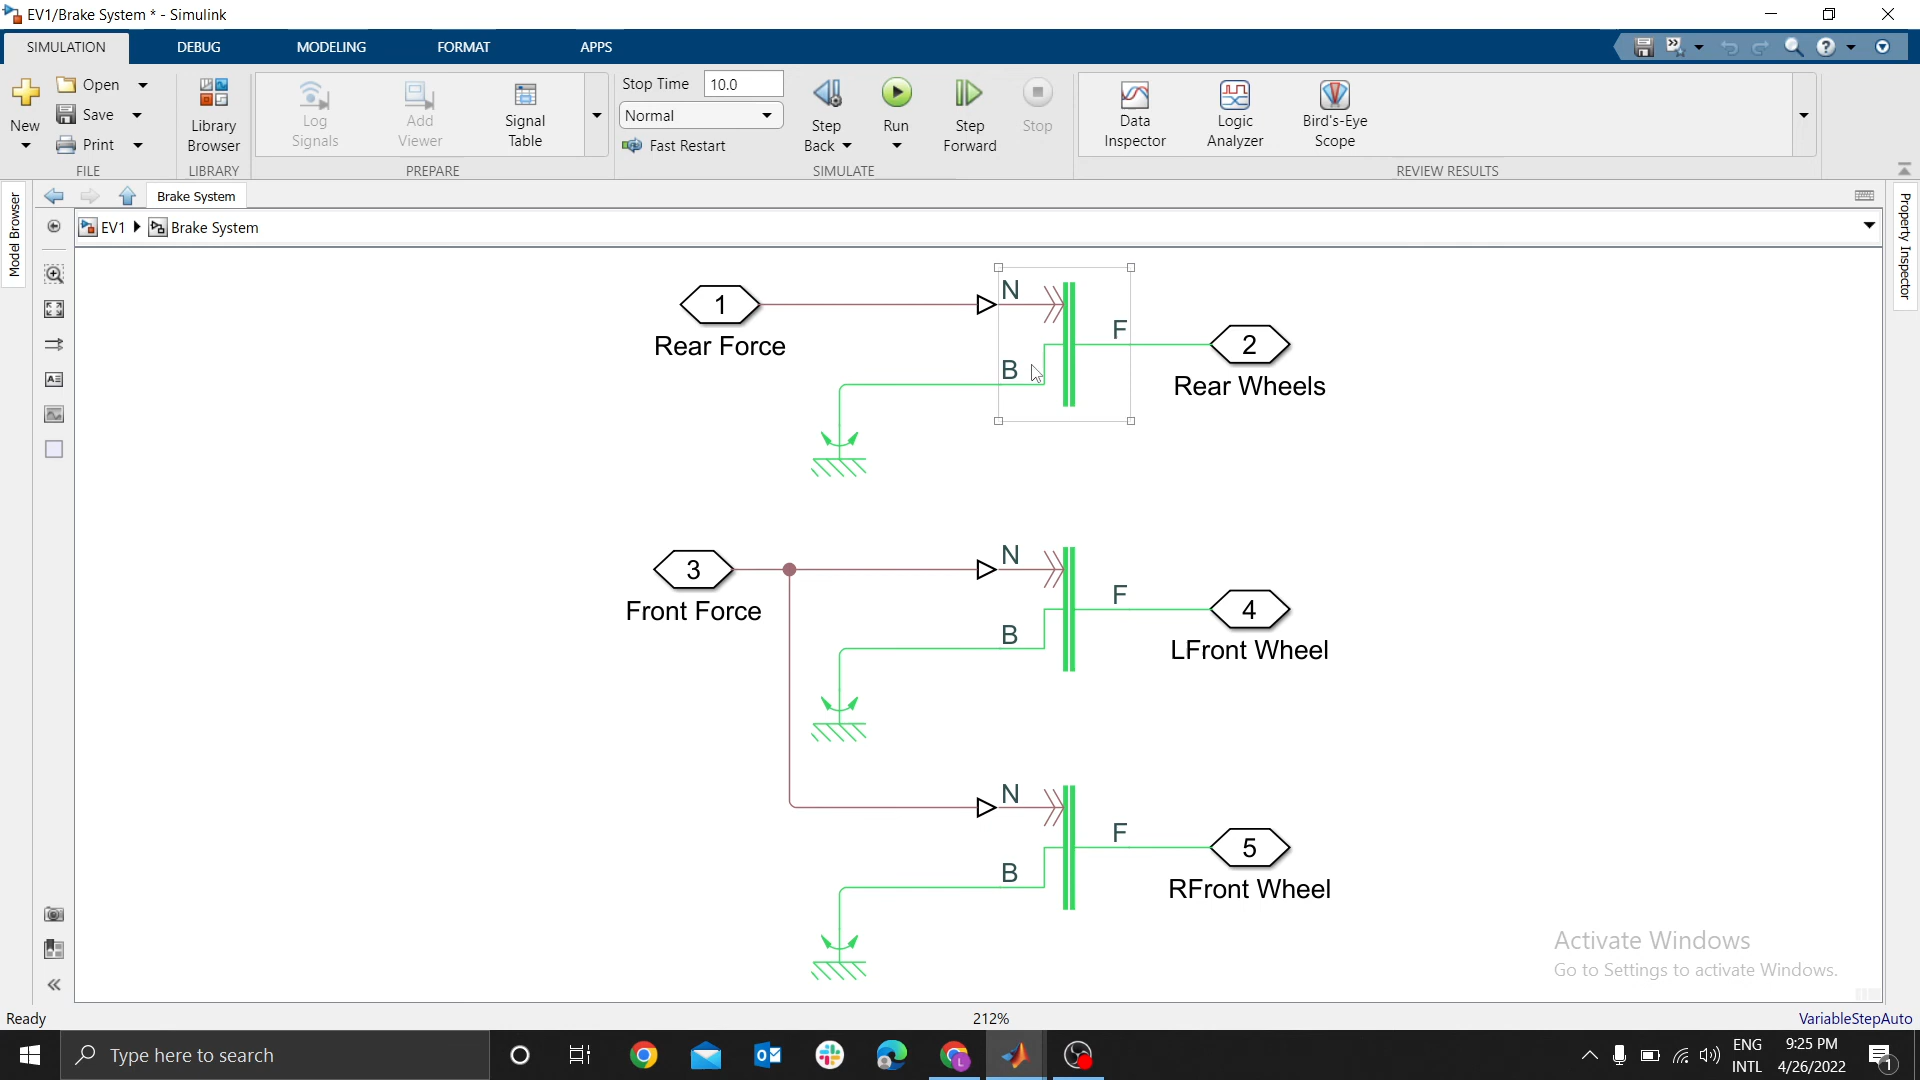 EV1/Brake System * - Simulink
SIMULATION
DEBUG
MODELING
FORMAT
APPS
New
Open
Save
Print
FILE
Library
Browser
LIBRARY
Log
Signals
Add
Viewer
Signal
Table
PREPARE
Stop Time 10.0
Normal
Fast Restart
Step
Back
Run
Step
Forward
Stop
SIMULATE
Data
Inspector
Logic
Analyzer
Bird's-Eye
Scope
REVIEW RESULTS
Model Browser
Property Inspector
Brake System
EV1 Brake System
1
Rear Force
N
B
F
2
Rear Wheels
3
Front Force
N
B
F
4
LFront Wheel
N
B
F
5
RFront Wheel
Activate Windows
Go to Settings to activate Windows.
Ready
212%
VariableStepAuto
Type here to search
ENG
INTL
9:25 PM
4/26/2022
1